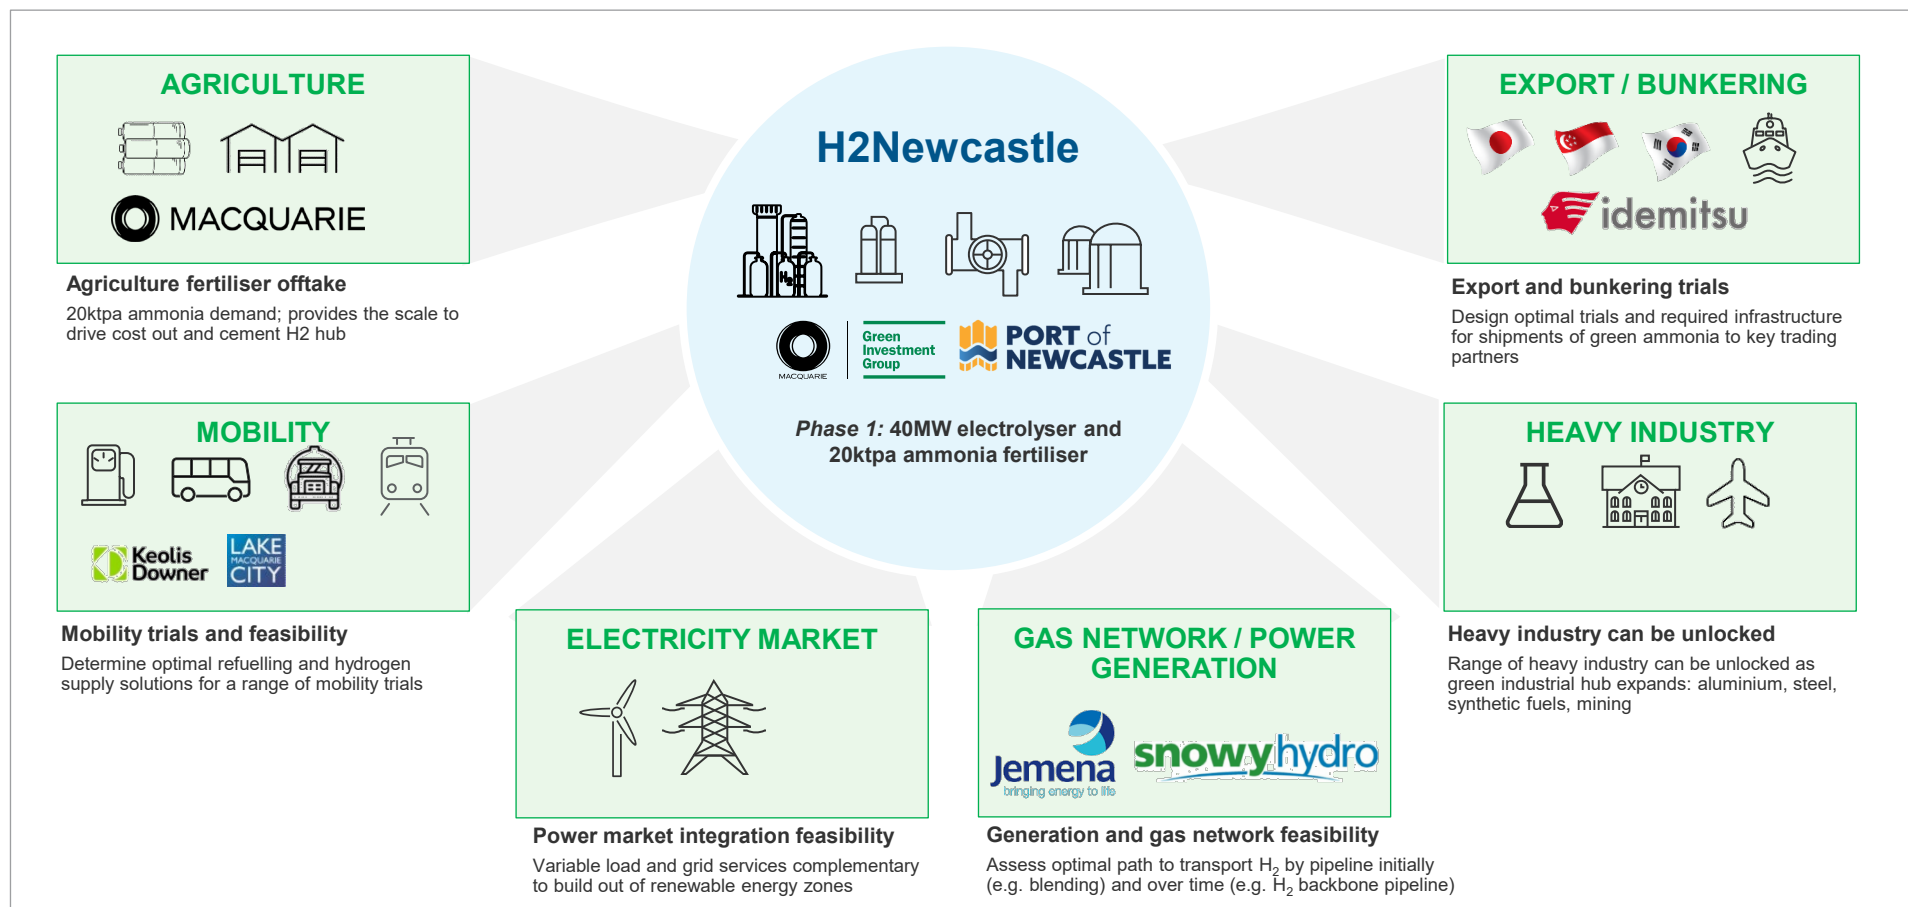 AGRICULTURE
MACQUARIE
Agriculture fertiliser offtake
20ktpa ammonia demand; provides the scale to
drive cost out and cement H2 hub
MOBILITY
Keolis
Downer
LAKE
MACQUARIE
CITY
Mobility trials and feasibility
Determine optimal refuelling and hydrogen
supply solutions for a range of mobility trials
H2Newcastle
H2
MACQUARIE
Green
Investment
Group
PORT of
NEWCASTLE
Phase 1: 40MW electrolyser and
20ktpa ammonia fertiliser
ELECTRICITY MARKET
Power market integration feasibility
Variable load and grid services complementary
to build out of renewable energy zones
GAS NETWORK / POWER
GENERATION
Jemena
bringing energy to life
snowyhydro
Generation and gas network feasibility
Assess optimal path to transport H2 by pipeline initially
(e.g. blending) and over time (e.g. H2 backbone pipeline)
EXPORT / BUNKERING
idemitsu
Export and bunkering trials
Design optimal trials and required infrastructure
for shipments of green ammonia to key trading
partners
HEAVY INDUSTRY
Heavy industry can be unlocked
Range of heavy industry can be unlocked as
green industrial hub expands: aluminium, steel,
synthetic fuels, mining